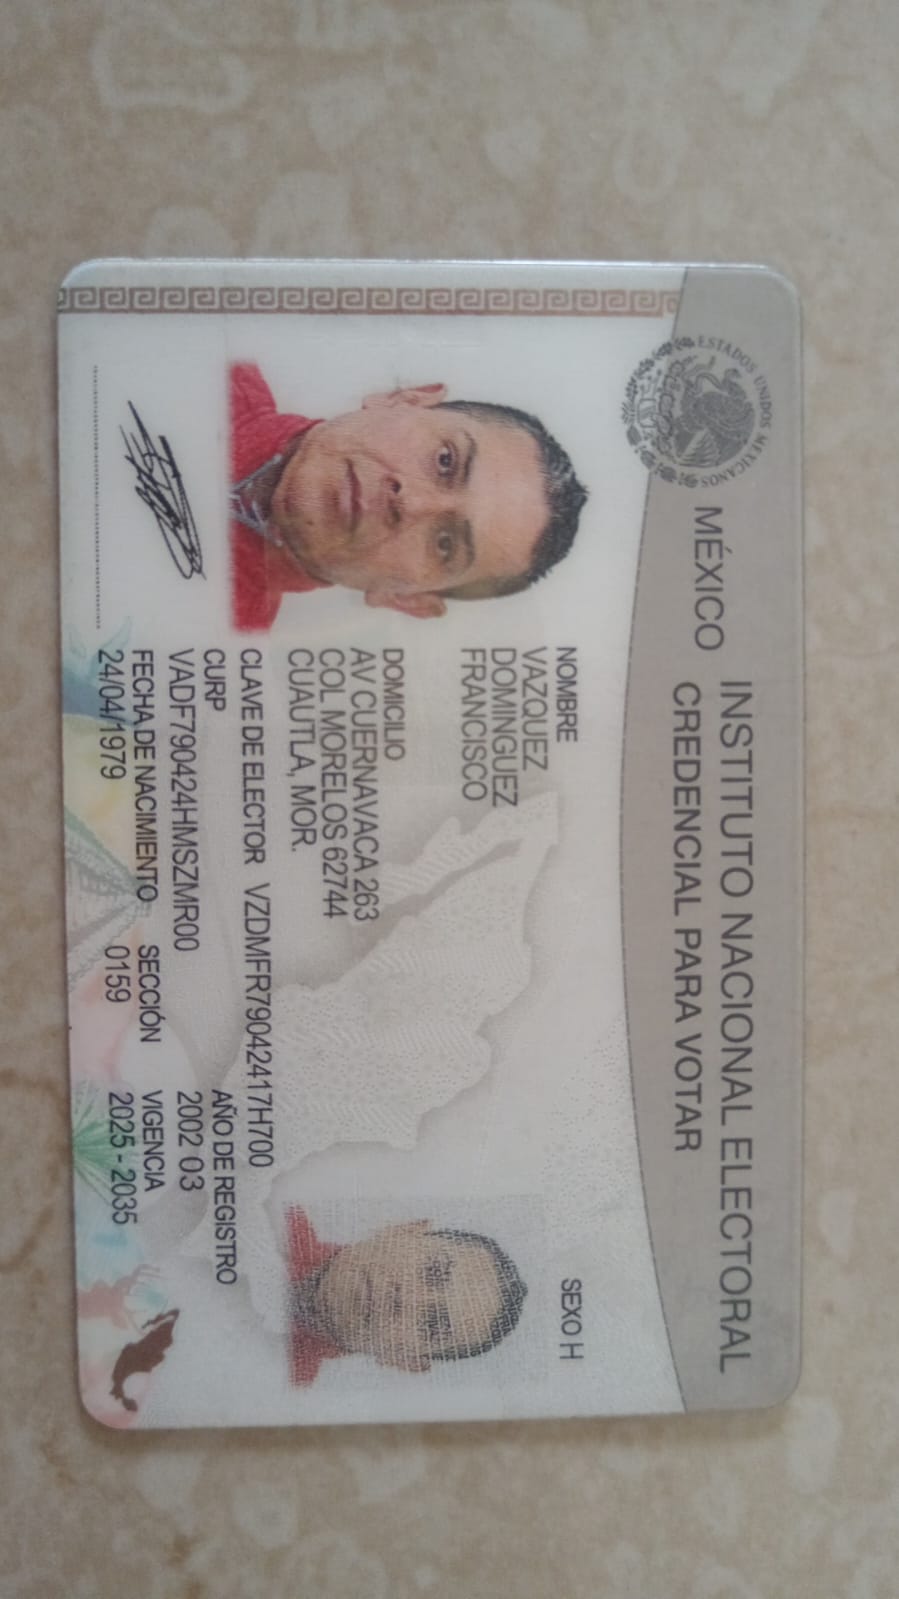 ESTADOS UNIDOS MEXICANOS
MÉXICO INSTITUTO NACIONAL ELECTORAL
CREDENCIAL PARA VOTAR
NOMBRE
VAZQUEZ
DOMINGUEZ
FRANCISCO
SEXO H
DOMICILIO
AV CUERNAVACA 263
COL MORELOS 62744
CUAUTLA, MOR.
CLAVE DE ELECTOR VZDMFR79042417H700
CURP
VADF790424HMSZMR00
AÑO DE REGISTRO
2002 03
FECHA DE NACIMIENTO
24/04/1979
SECCIÓN
0159
VIGENCIA
2025 - 2035